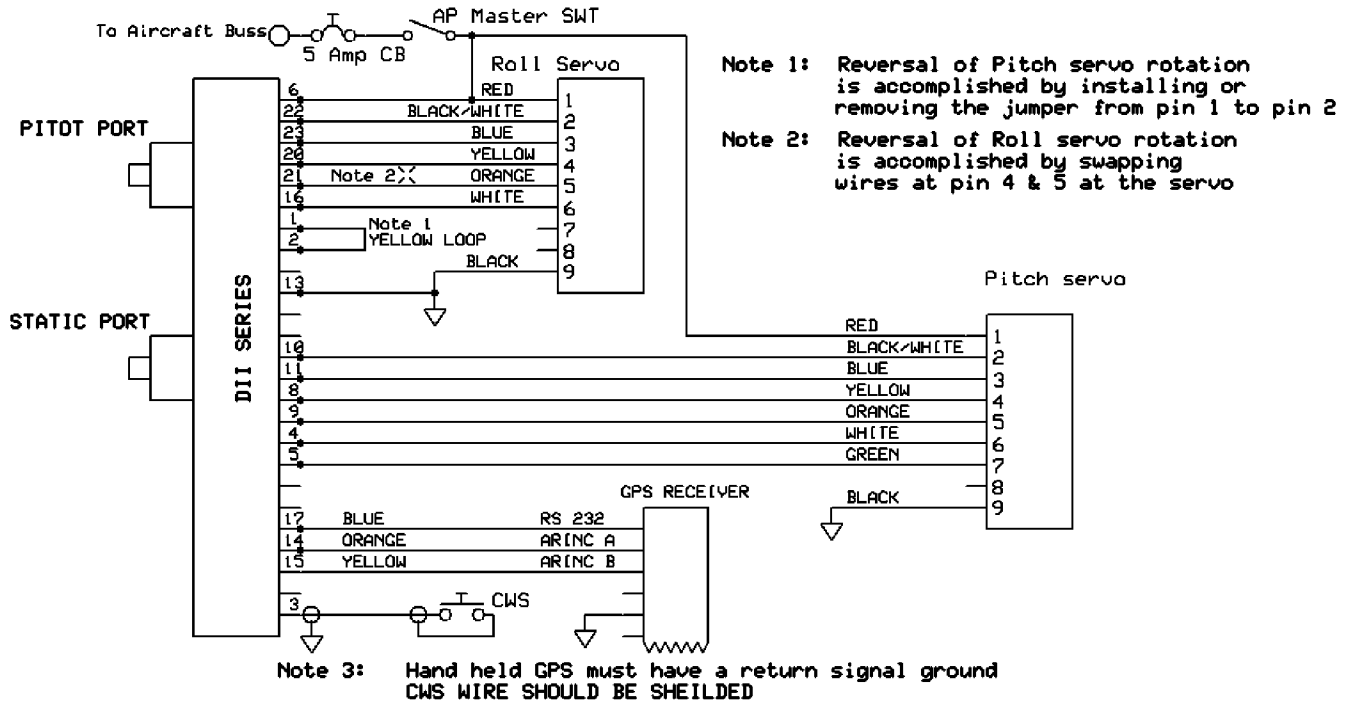 To Aircraft Buss
5 Amp CB
AP Master SWT
Note 1: Reversal of Pitch servo rotation
is accomplished by installing or
removing the jumper from pin 1 to pin 2
Note 2: Reversal of Roll servo rotation
is accomplished by swapping
wires at pin 4 & 5 at the servo
Roll Servo
PITOT PORT
STATIC PORT
DII SERIES
6 RED 1
22 BLACK/WHITE 2
23 BLUE 3
20 YELLOW 4
21 Note 2 ORANGE 5
16 WHITE 6
1 Note 1 7
2 YELLOW LOOP 8
BLACK 9
13
Pitch servo
RED 1
10 BLACK/WHITE 2
11 BLUE 3
8 YELLOW 4
9 ORANGE 5
4 WHITE 6
5 GREEN 7
8
BLACK 9
GPS RECEIVER
17 BLUE RS 232
14 ORANGE ARINC A
15 YELLOW ARINC B
3 CWS
Note 3: Hand held GPS must have a return signal ground
CWS WIRE SHOULD BE SHEILDED